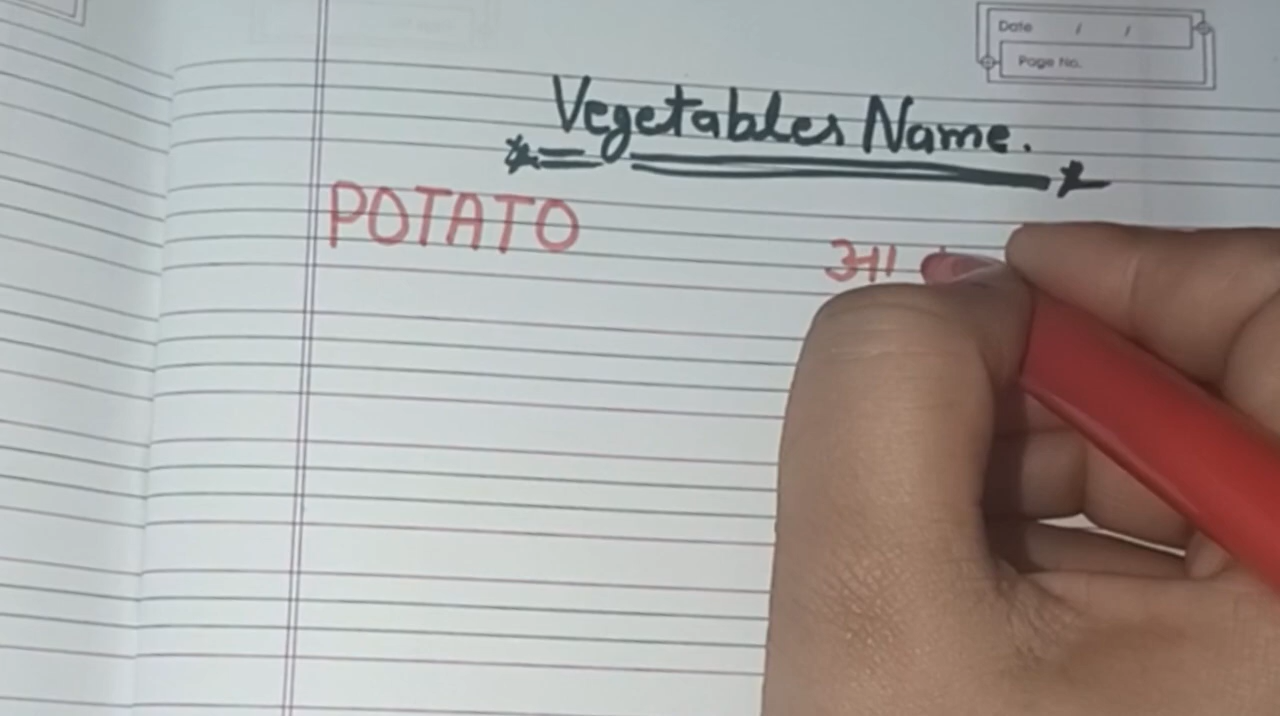 Date / /
Page No.
Vegetables Name.
POTATO आ